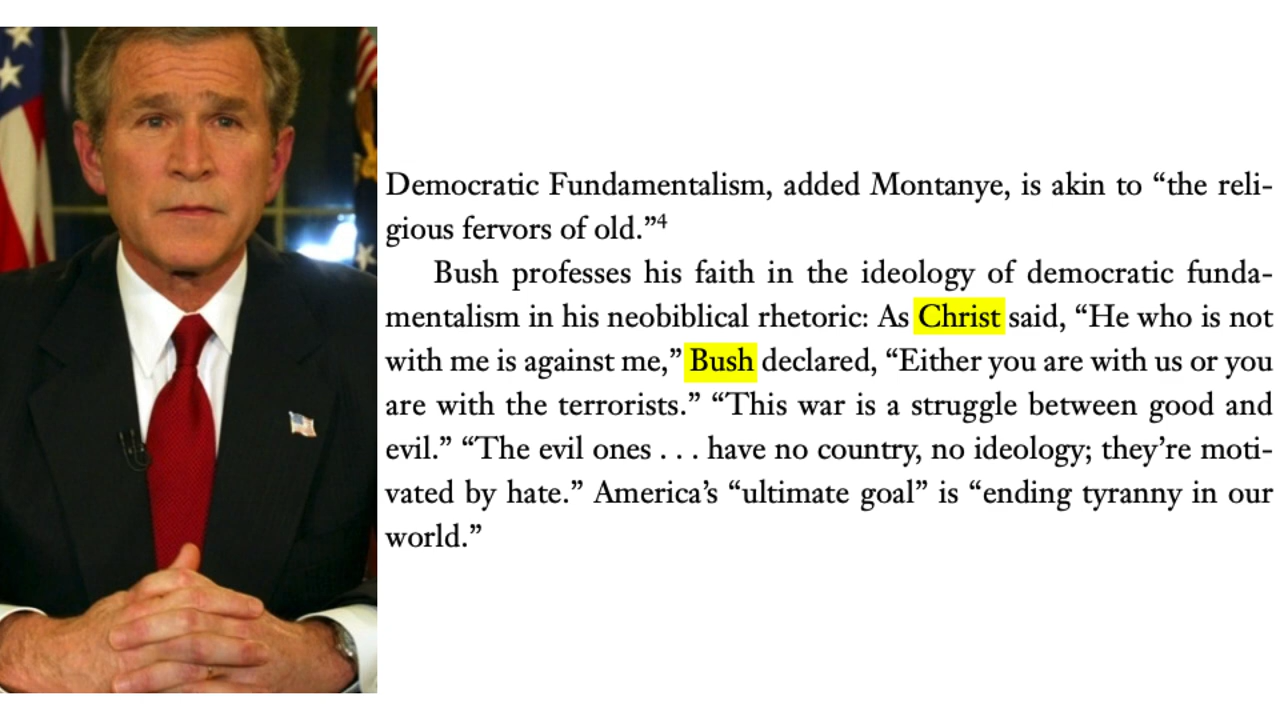 Democratic Fundamentalism, added Montanye, is akin to “the reli-
gious fervors of old.”4
Bush professes his faith in the ideology of democratic funda-
mentalism in his neobiblical rhetoric: As Christ said, “He who is not
with me is against me,” Bush declared, “Either you are with us or you
are with the terrorists.” “This war is a struggle between good and
evil.” “The evil ones . . . have no country, no ideology; they’re moti-
vated by hate.” America’s “ultimate goal” is “ending tyranny in our
world.”